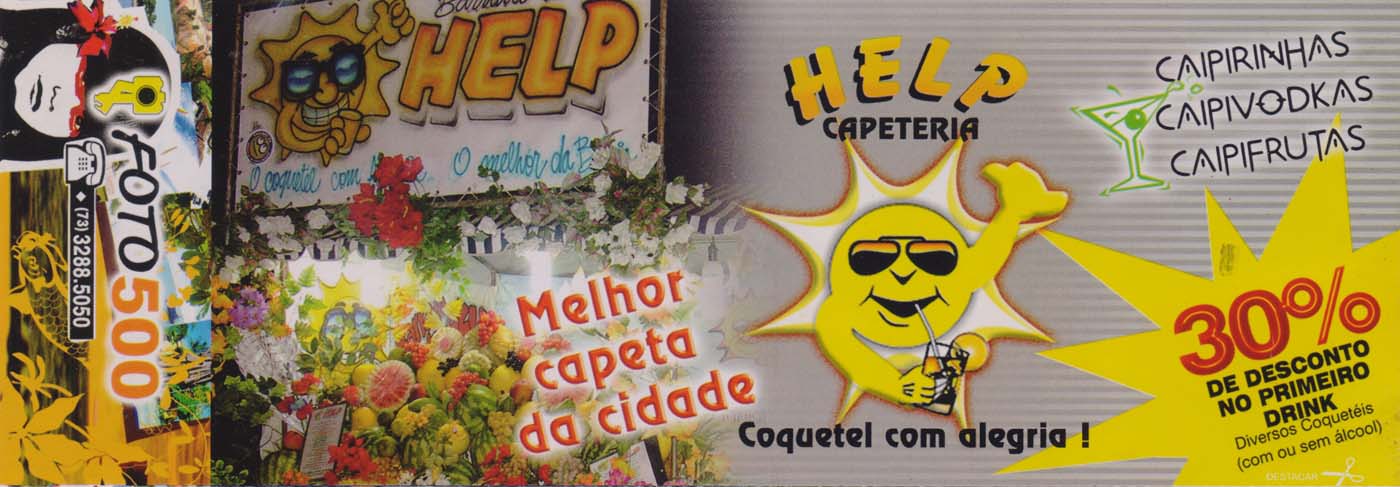 FOTO 500
(73) 3288.5050
HELP
O coquetel com
O melhor da
Melhor
capeta
da cidade
HELP
CAPETERIA
Coquetel com alegria !
CAIPIRINHAS
CAIPIVODKAS
CAIPIFRUTAS
30%
DE DESCONTO
NO PRIMEIRO
DRINK
Diversos Coquetéis
(com ou sem álcool)
DESTACAR